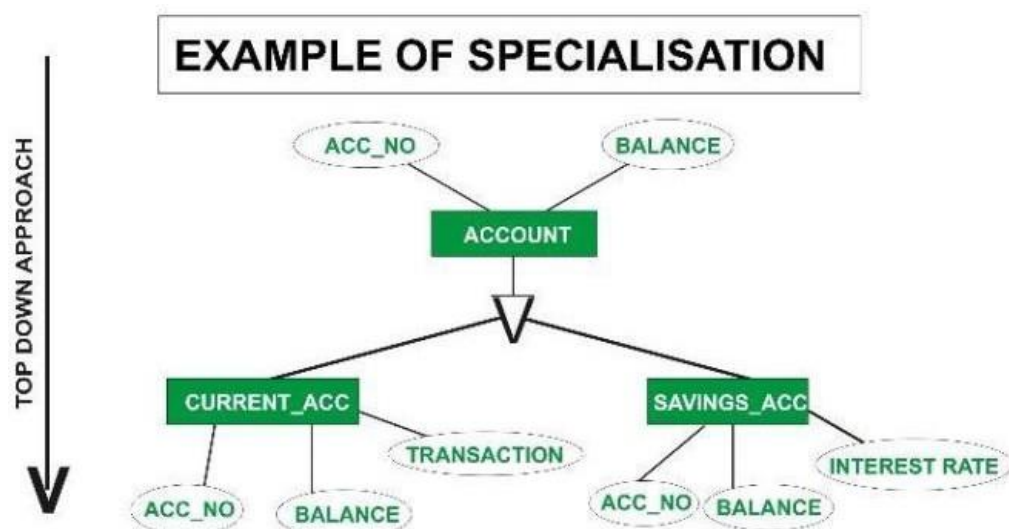 EXAMPLE OF SPECIALISATION
TOP DOWN APPROACH
ACC_NO
BALANCE
ACCOUNT
CURRENT_ACC
SAVINGS_ACC
TRANSACTION
INTEREST RATE
ACC_NO
BALANCE
ACC_NO
BALANCE